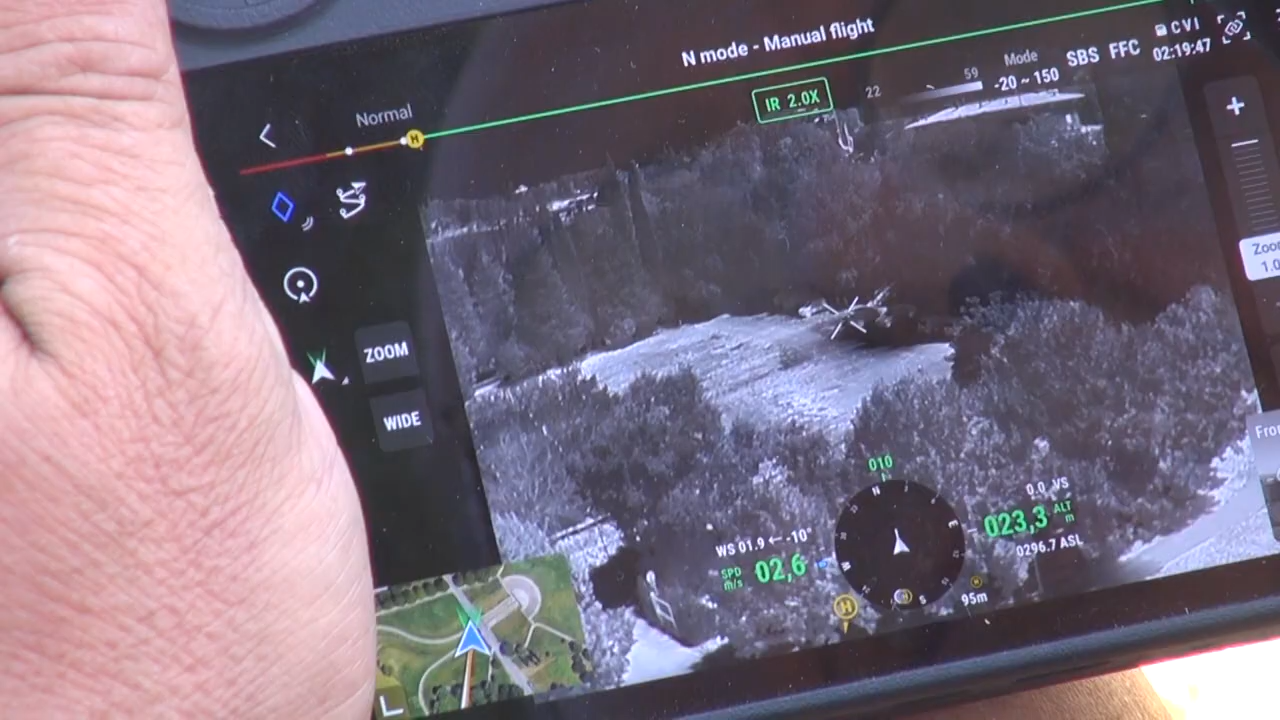 N mode - Manual flight
Normal
IR 2.0X
22
59
Mode
-20 ~ 150
SBS
FFC
CVI
02:19:47
+
ZOOM
WIDE
010
N
E
S
W
WS 01.9 ← -10°
SPD
m/s
02,6
0.0 VS
023,3
ALT
m
0296.7 ASL
H
H
H
H
95m
1.0